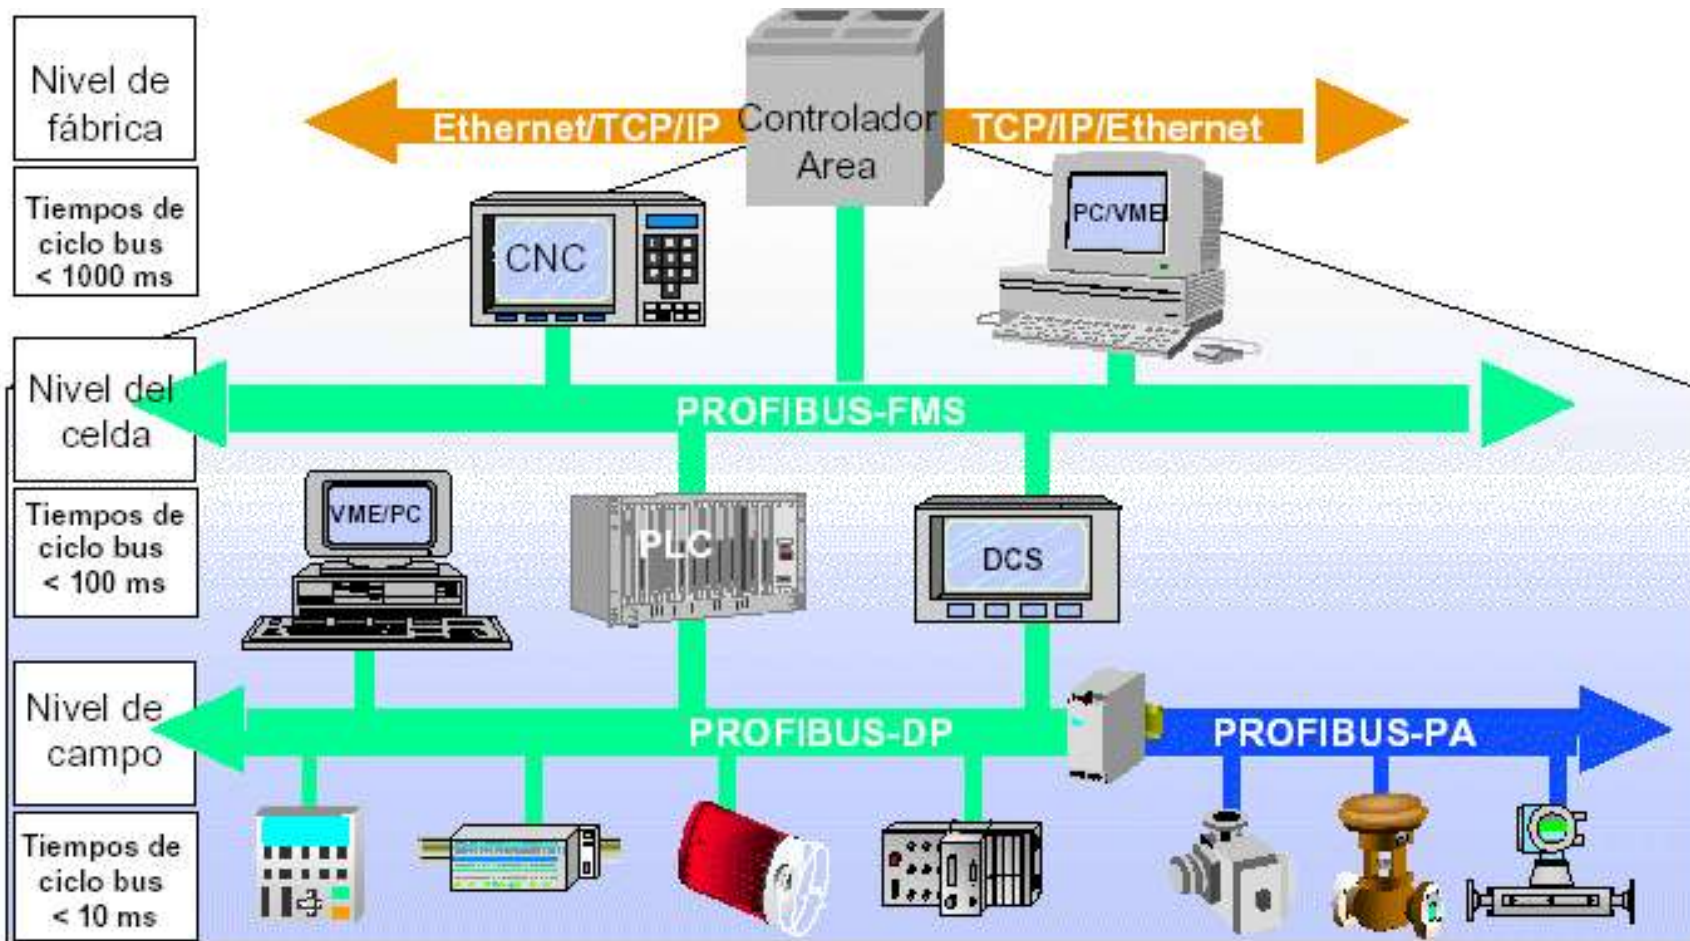 Nivel de
fábrica
Ethernet/TCP/IP
Controlador
Area
TCP/IP/Ethernet
Tiempos de
ciclo bus
< 1000 ms
CNC
PC/VME
Nivel del
celda
PROFIBUS-FMS
Tiempos de
ciclo bus
< 100 ms
VME/PC
PLC
DCS
Nivel de
campo
PROFIBUS-DP
PROFIBUS-PA
Tiempos de
ciclo bus
< 10 ms